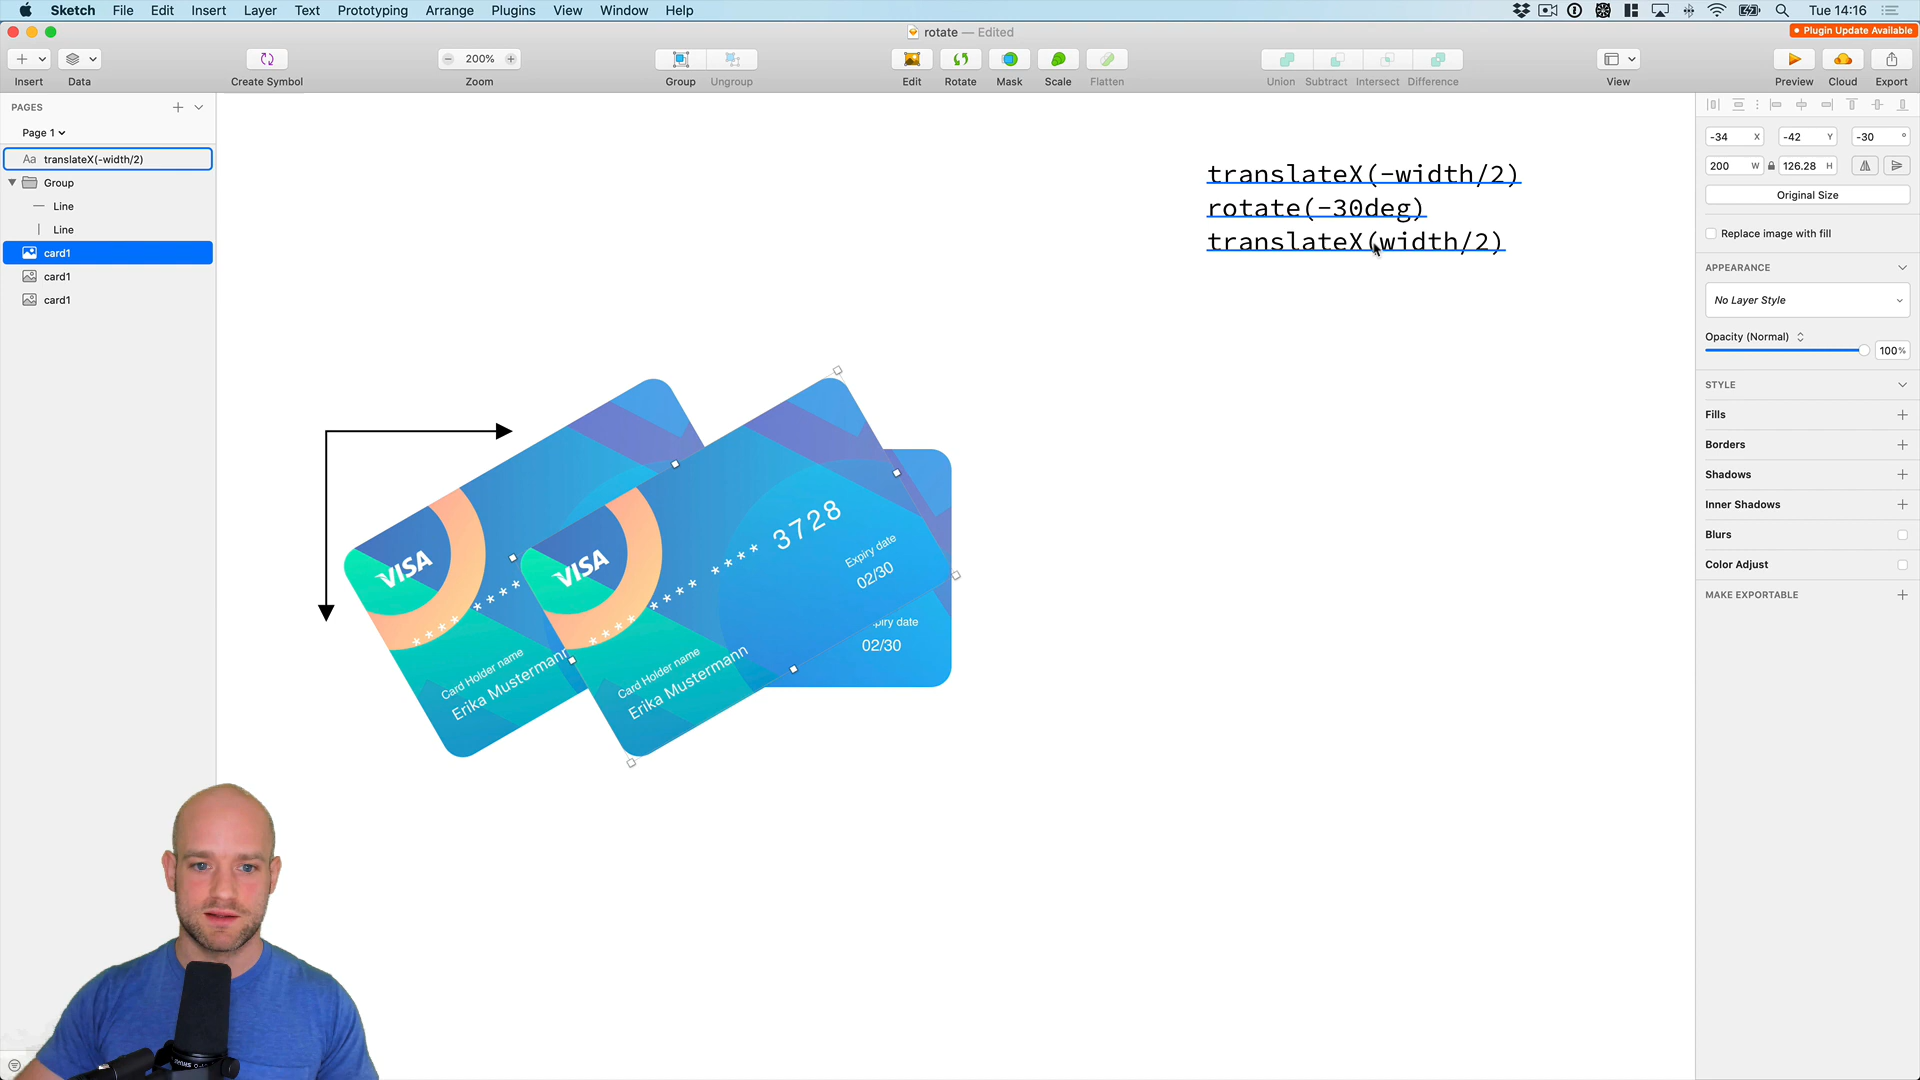 Sketch File Edit Insert Layer Text Prototyping Arrange Plugins View Window Help Tue 14:16
rotate — Edited
Plugin Update Available
200%
Insert Data Create Symbol Zoom Group Ungroup Edit Rotate Mask Scale Flatten Union Subtract Intersect Difference View Preview Cloud Export
PAGES
Page 1
Aa translateX(-width/2)
Group
Line
Line
card1
card1
card1
translateX(-width/2)
rotate(-30deg)
translateX(width/2)
VISA
**** ****
Card Holder name
Erika Mustermann
VISA
**** **** **** 3728
Expiry date
02/30
Card Holder name
Erika Mustermann
piry date
02/30
-34 X -42 Y -30 °
200 W 126.28 H
Original Size
Replace image with fill
APPEARANCE
No Layer Style
Opacity (Normal)
100%
STYLE
Fills
Borders
Shadows
Inner Shadows
Blurs
Color Adjust
MAKE EXPORTABLE